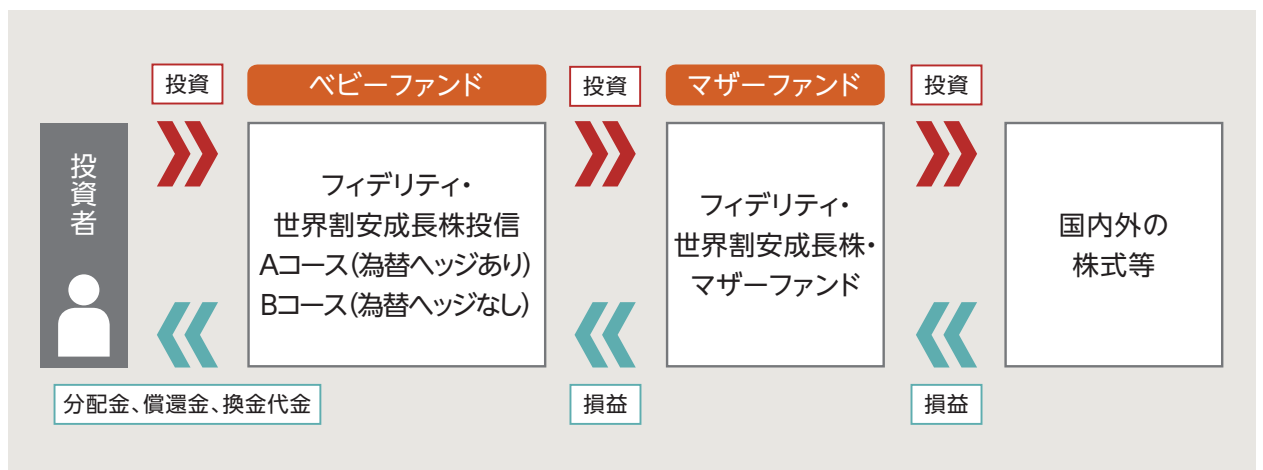 投資
ベビーファンド
投資
マザーファンド
投資
投資者
フィデリティ・
世界割安成長株投信
Aコース(為替ヘッジあり)
Bコース(為替ヘッジなし)
フィデリティ・
世界割安成長株・
マザーファンド
国内外の
株式等
分配金、償還金、換金代金
損益
損益